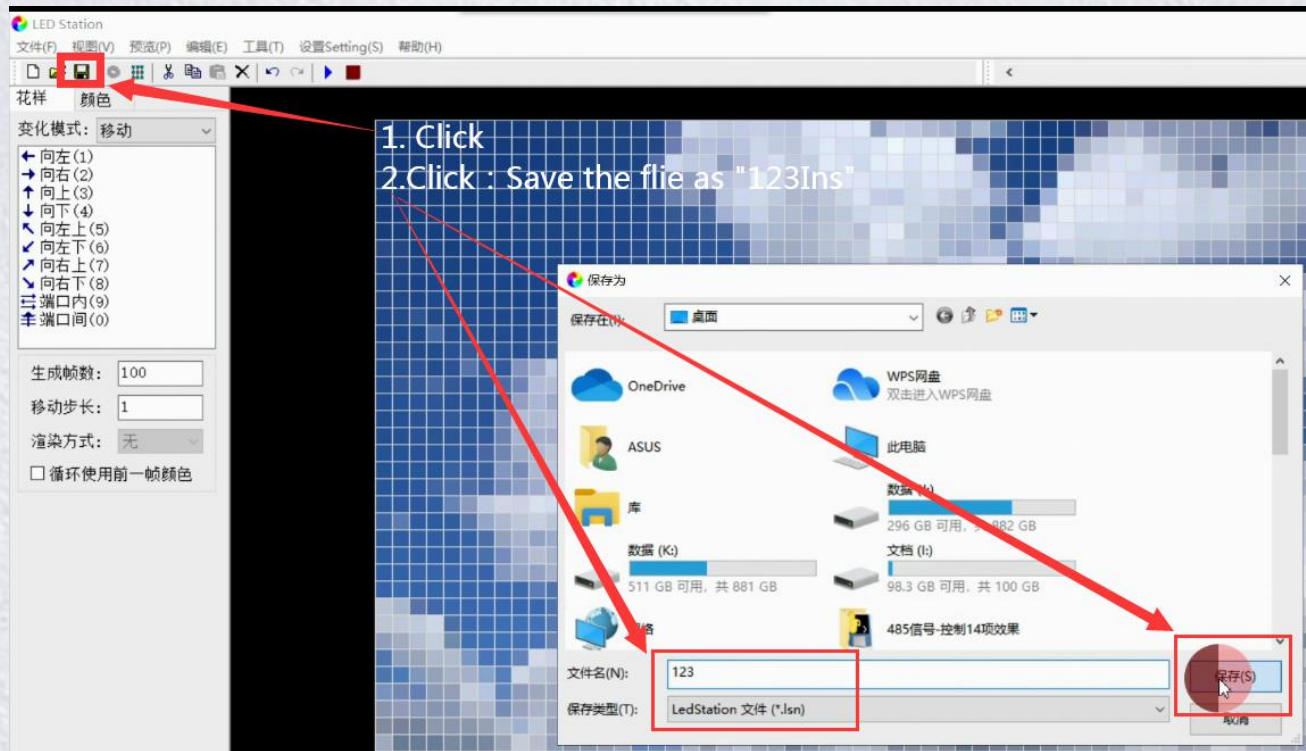 LED Station
文件(F) 视图(V) 预览(P) 编辑(E) 工具(T) 设置Setting(S) 帮助(H)
花样 颜色
变化模式: 移动
向左(1)
向右(2)
向上(3)
向下(4)
向左上(5)
向左下(6)
向右上(7)
向右下(8)
端口内(9)
端口间(0)
生成帧数: 100
移动步长: 1
渲染方式: 无
循环使用前一帧颜色
1. Click
2.Click : Save the flie as "123Ins"
保存为
保存在(I): 桌面
OneDrive
WPS网盘
双击进入WPS网盘
ASUS
此电脑
库
数据
296 GB 可用, 共 882 GB
数据 (K:)
511 GB 可用, 共 881 GB
文档 (I:)
98.3 GB 可用, 共 100 GB
485信号-控制14项效果
文件名(N): 123
保存(S)
保存类型(T): LedStation 文件 (*.lsn)
取消